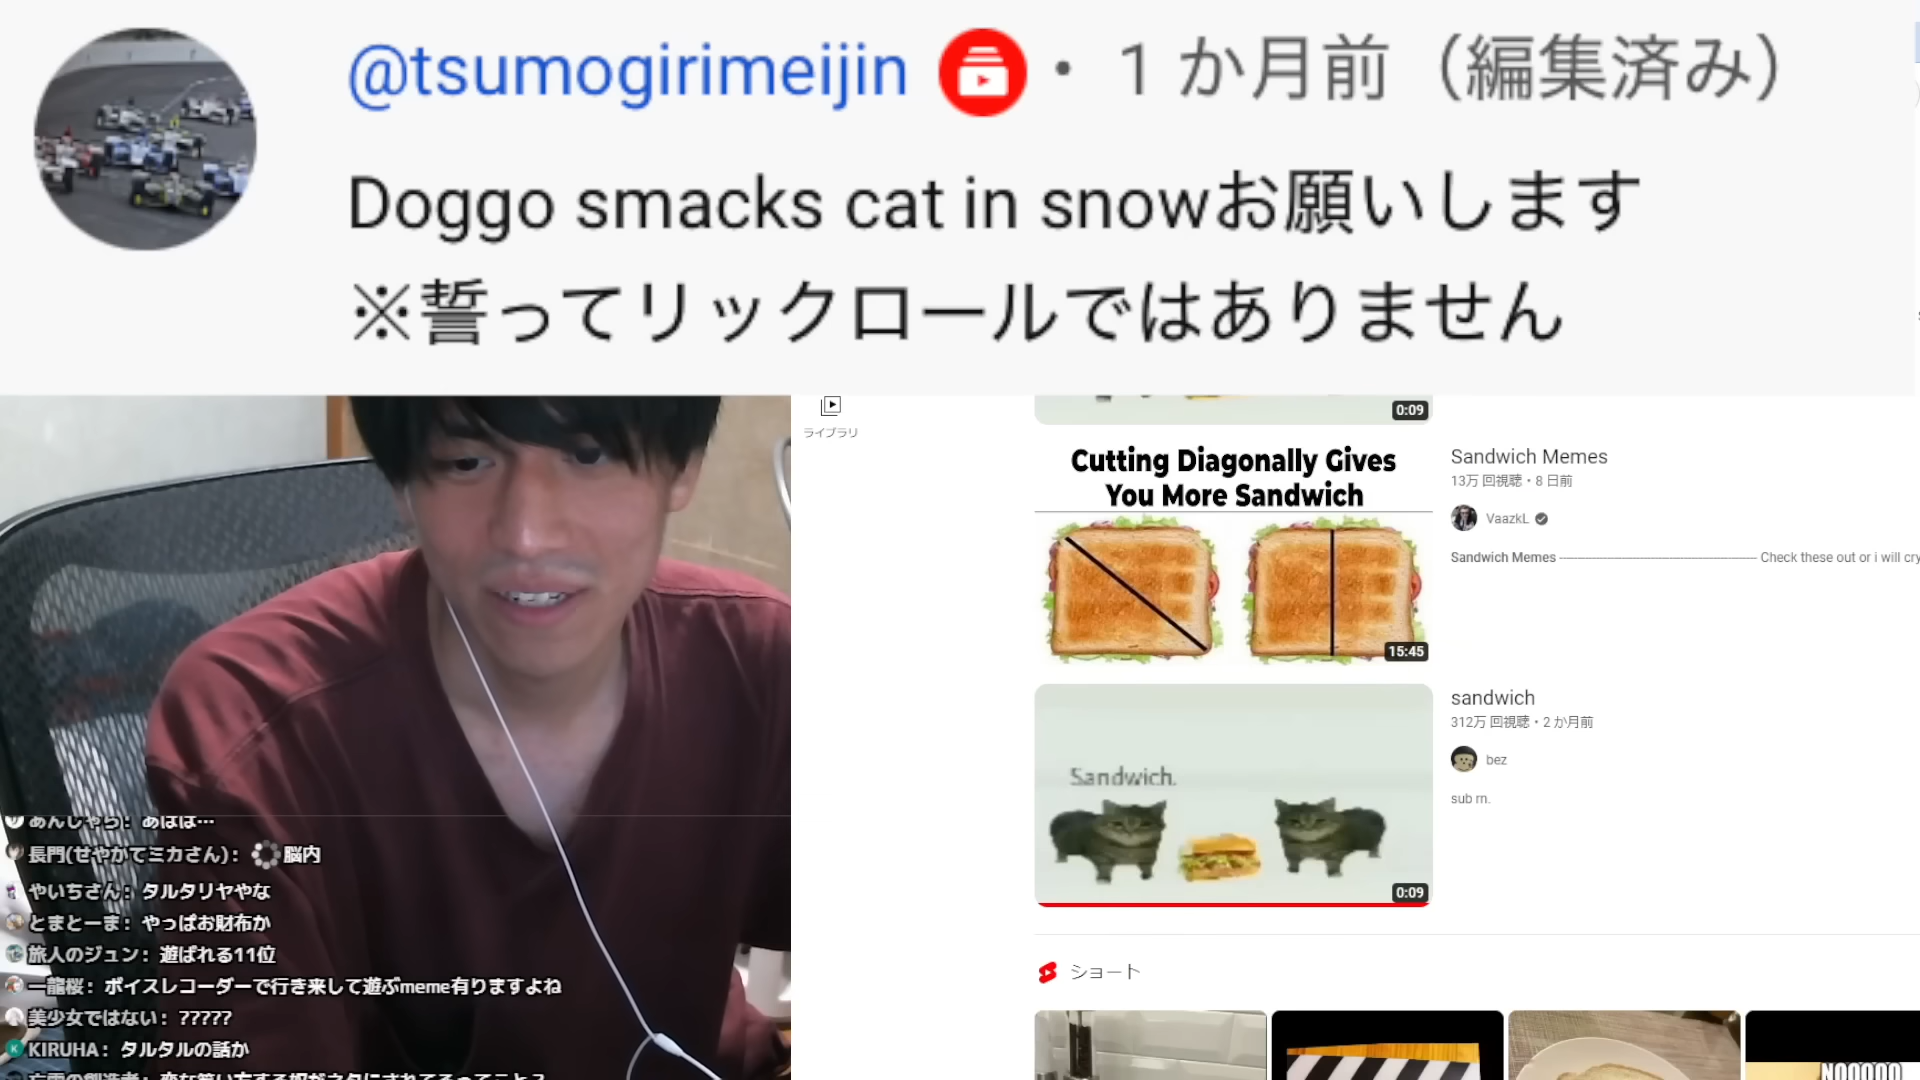 @tsumogirimeijin ・ 1 か月前（編集済み）
Doggo smacks cat in snowお願いします
※誓ってリックロールではありません
ライブラリ
0:09
Cutting Diagonally Gives
You More Sandwich
15:45
Sandwich Memes
13万 回視聴・8 日前
VaazkL
Sandwich Memes ---------- Check these out or i will cry
Sandwich.
0:09
sandwich
312万 回視聴・2 か月前
bez
sub rn.
ショート
NOOOOO
あんじゃら: あばば…
長門(せやかてミカさん): 脳内
やいちさん: タルタリヤやな
とまとーま: やっぱお財布か
旅人のジュン: 遊ばれる11位
一龍桜: ボイスレコーダーで行き来して遊ぶmeme有りますよね
美少女ではない: ?????
K
KIRUHA: タルタルの話か